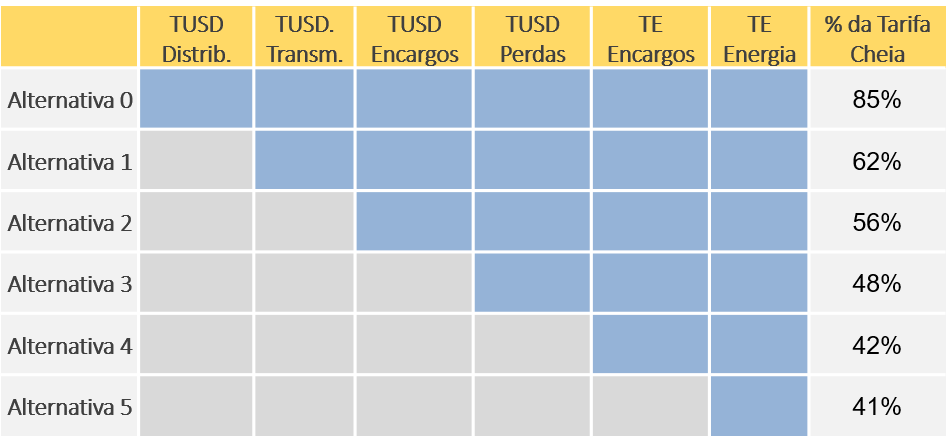 TUSD TUSD. TUSD TUSD TE TE % da Tarifa
Distrib. Transm. Encargos Perdas Encargos Energia Cheia
Alternativa 0 85%
Alternativa 1 62%
Alternativa 2 56%
Alternativa 3 48%
Alternativa 4 42%
Alternativa 5 41%